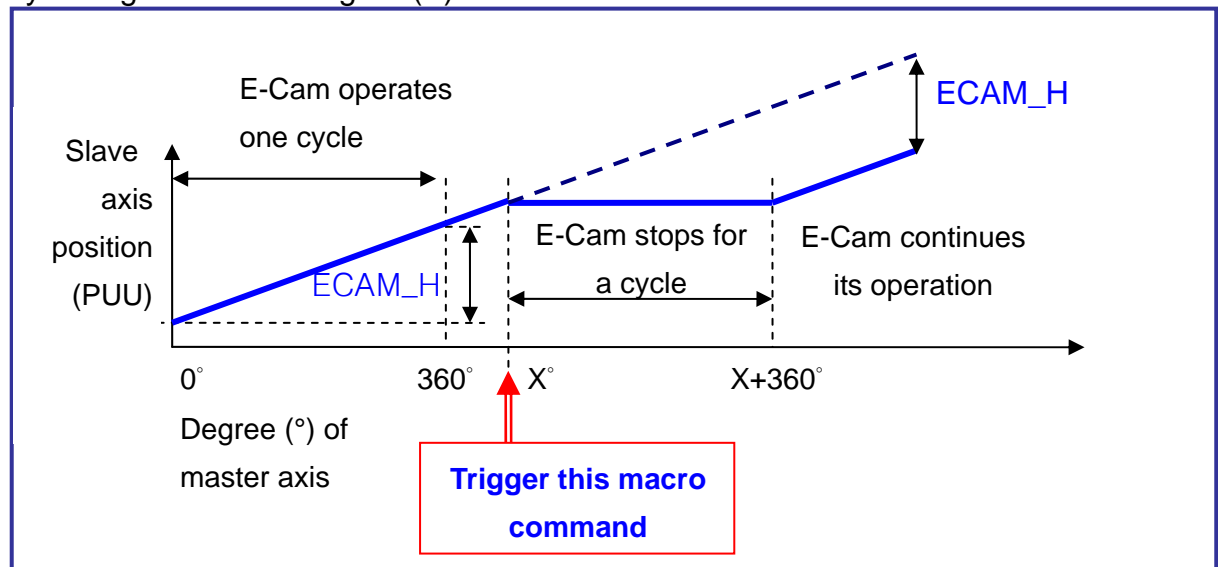 E-Cam operates
one cycle
ECAM_H
Slave
axis
position
(PUU)
ECAM_H
E-Cam stops for
a cycle
E-Cam continues
its operation
0°
360°
X°
X+360°
Degree (°) of
master axis
Trigger this macro
command